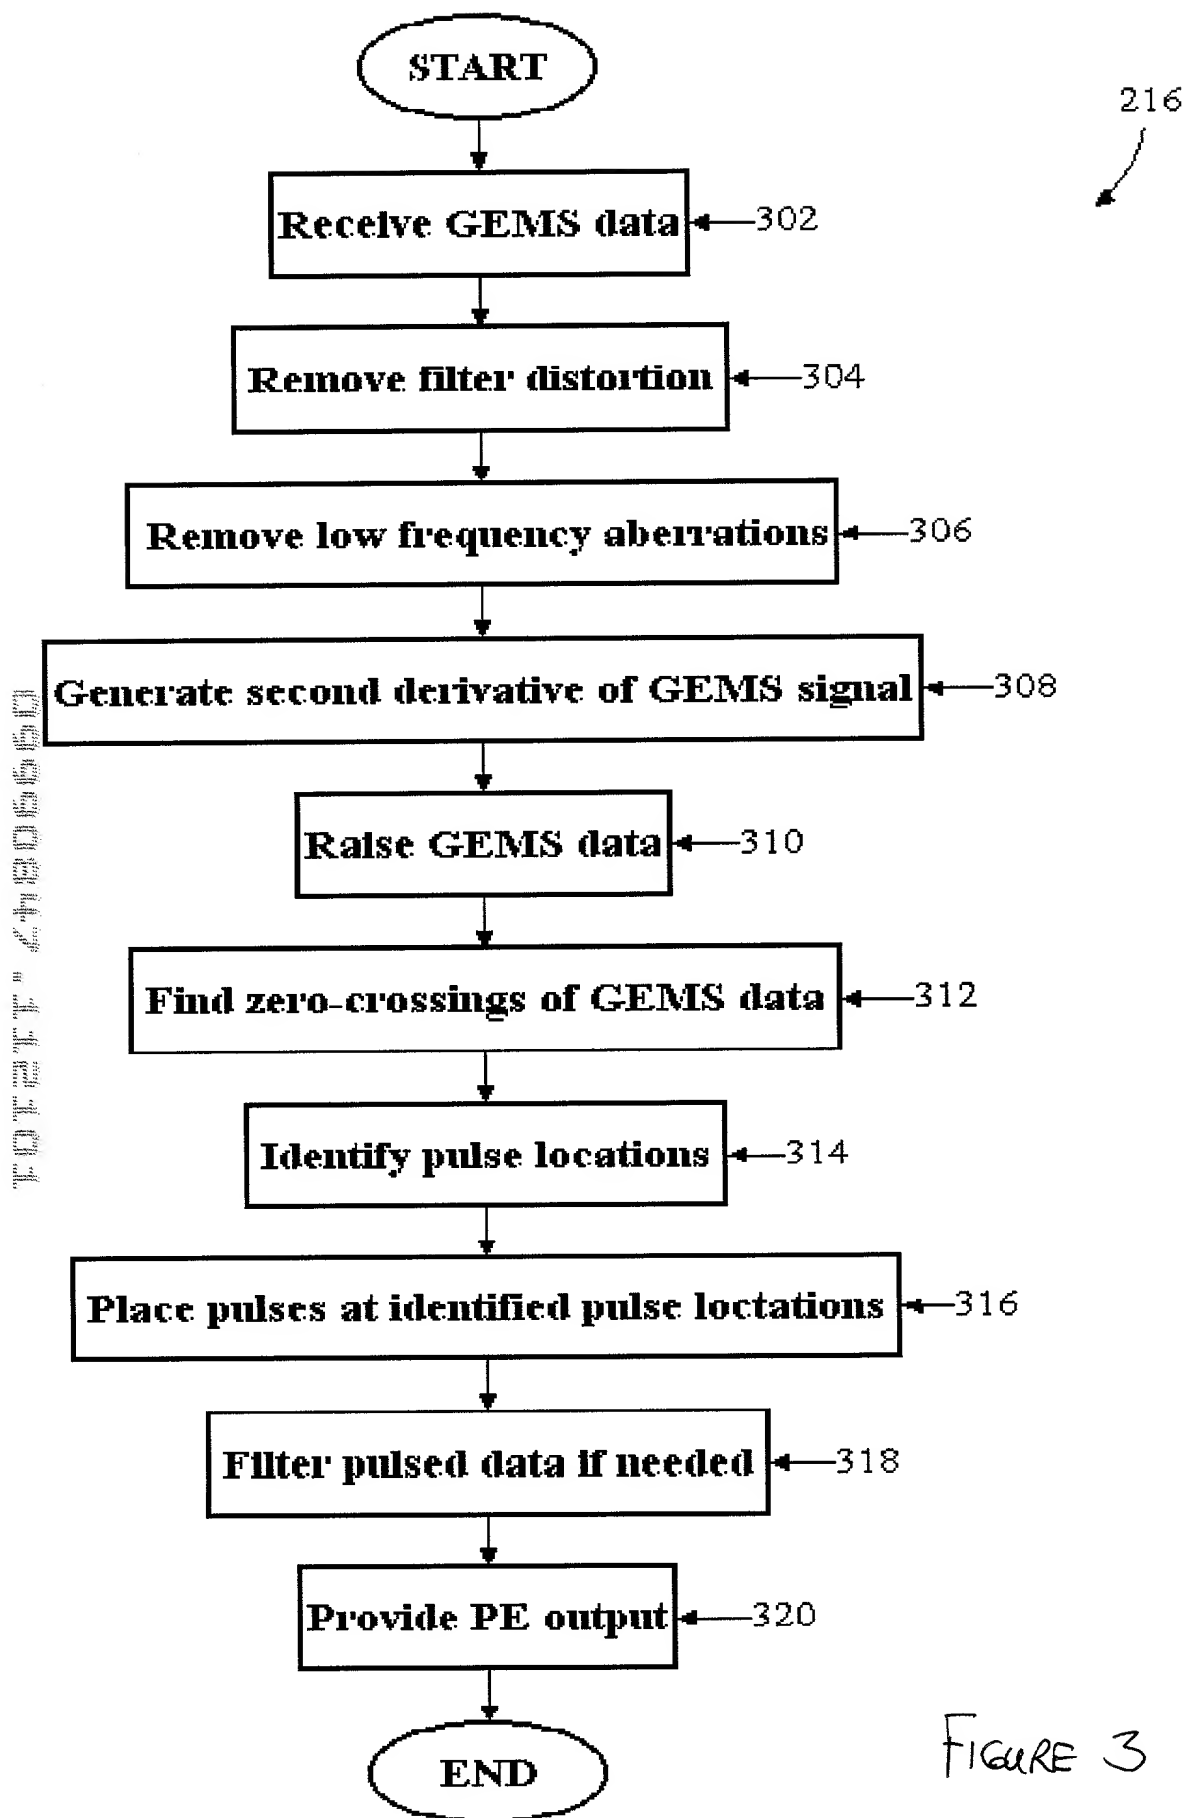 START
216
Receive GEMS data 302
Remove filter distortion 304
Remove low frequency aberrations 306
Generate second derivative of GEMS signal 308
Raise GEMS data 310
Find zero-crossings of GEMS data 312
Identify pulse locations 314
Place pulses at identified pulse loctations 316
Filter pulsed data if needed 318
Provide PE output 320
END
FIGURE 3